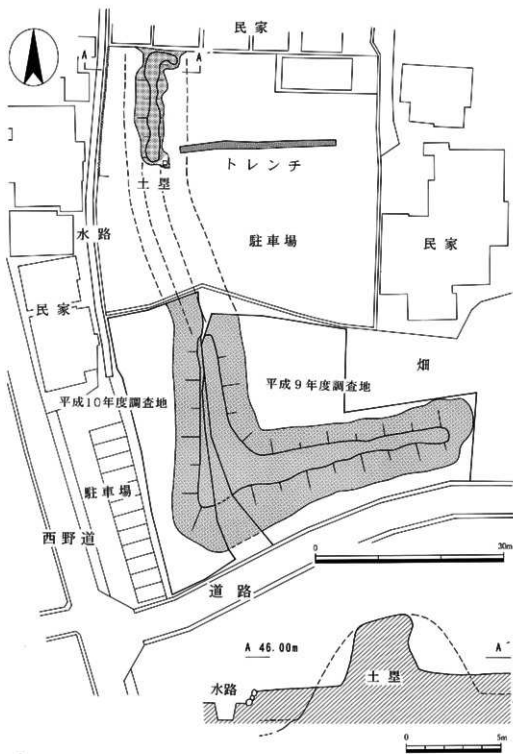 民家
A A
トレンチ
土塁
水路
駐車場
民家
民家
畑
平成10年度調査地
平成9年度調査地
駐車場
西野道
道路
0 30m
A 46.00m A'
水路
土塁
0 5m